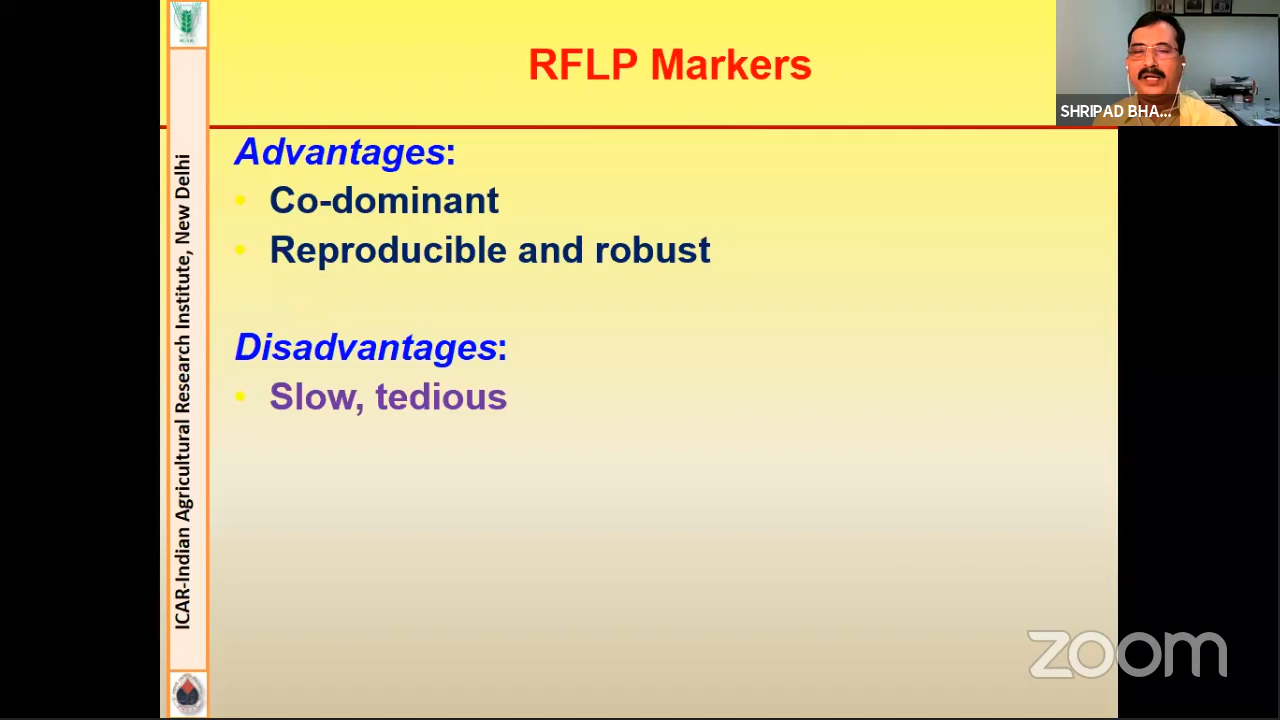 RFLP Markers
SHRIPAD BHA...
Advantages:
• Co-dominant
• Reproducible and robust
Disadvantages:
• Slow, tedious
ICAR-Indian Agricultural Research Institute, New Delhi
zoom